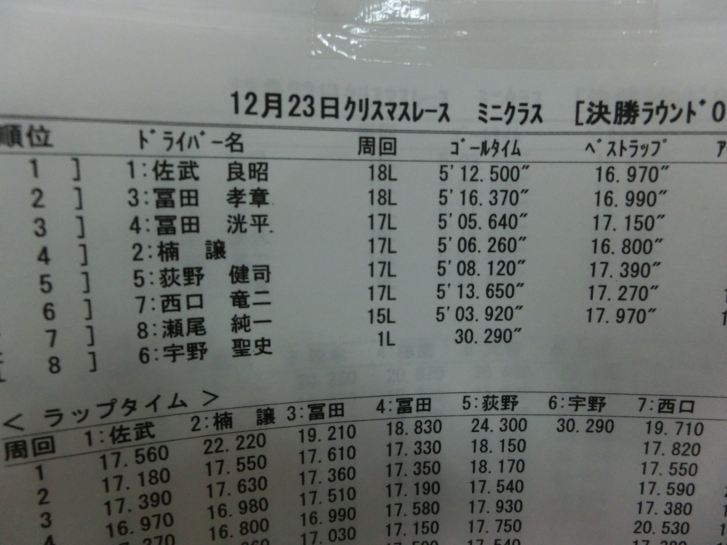 12月23日クリスマスレース ミニクラス [決勝ラウンド0
順位 ドライバー名 周回 ゴールタイム ベストラップ ア
1 ] 1:佐武 良昭 18L 5'12.500" 16.970"
2 ] 3:冨田 孝章 18L 5'16.370" 16.990"
3 ] 4:冨田 洸平 17L 5'05.640" 17.150"
4 ] 2:楠 譲 17L 5'06.260" 16.800"
5 ] 5:荻野 健司 17L 5'08.120" 17.390"
6 ] 7:西口 竜二 17L 5'13.650" 17.270"
7 ] 8:瀬尾 純一 15L 5'03.920" 17.970"
8 ] 6:宇野 聖史 1L 30.290"
< ラップタイム >
周回 1:佐武 2:楠 譲 3:冨田 4:冨田 5:荻野 6:宇野 7:西口
1 17.560 22.220 19.210 18.830 24.300 30.290 19.710
2 17.180 17.550 17.610 17.330 18.150 17.820
3 17.390 17.630 17.360 17.350 18.170 17.550
4 16.970 16.980 17.510 17.190 17.540 17.590
16.800 16.990 17.580 17.930 17.380
17.030 17.150 17.750 20.530